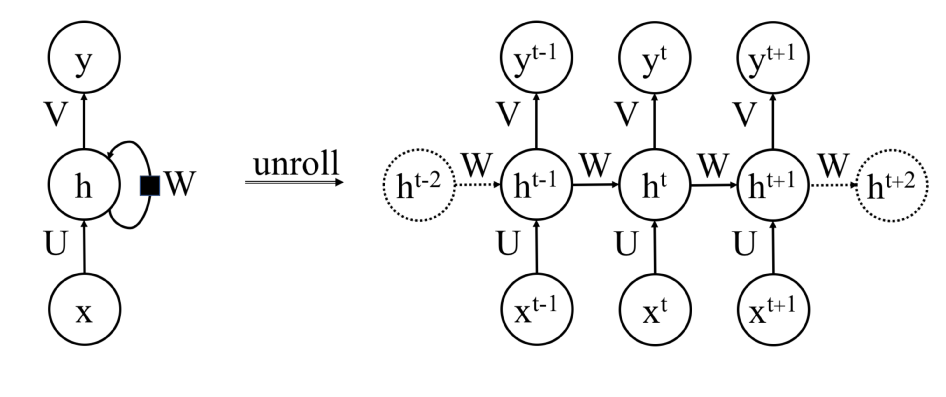 y y^t-1 y^t y^t+1
V V V V
unroll
h W h^t-2 W h^t-1 W h^t W h^t+1 W h^t+2
U U U U
x x^t-1 x^t x^t+1